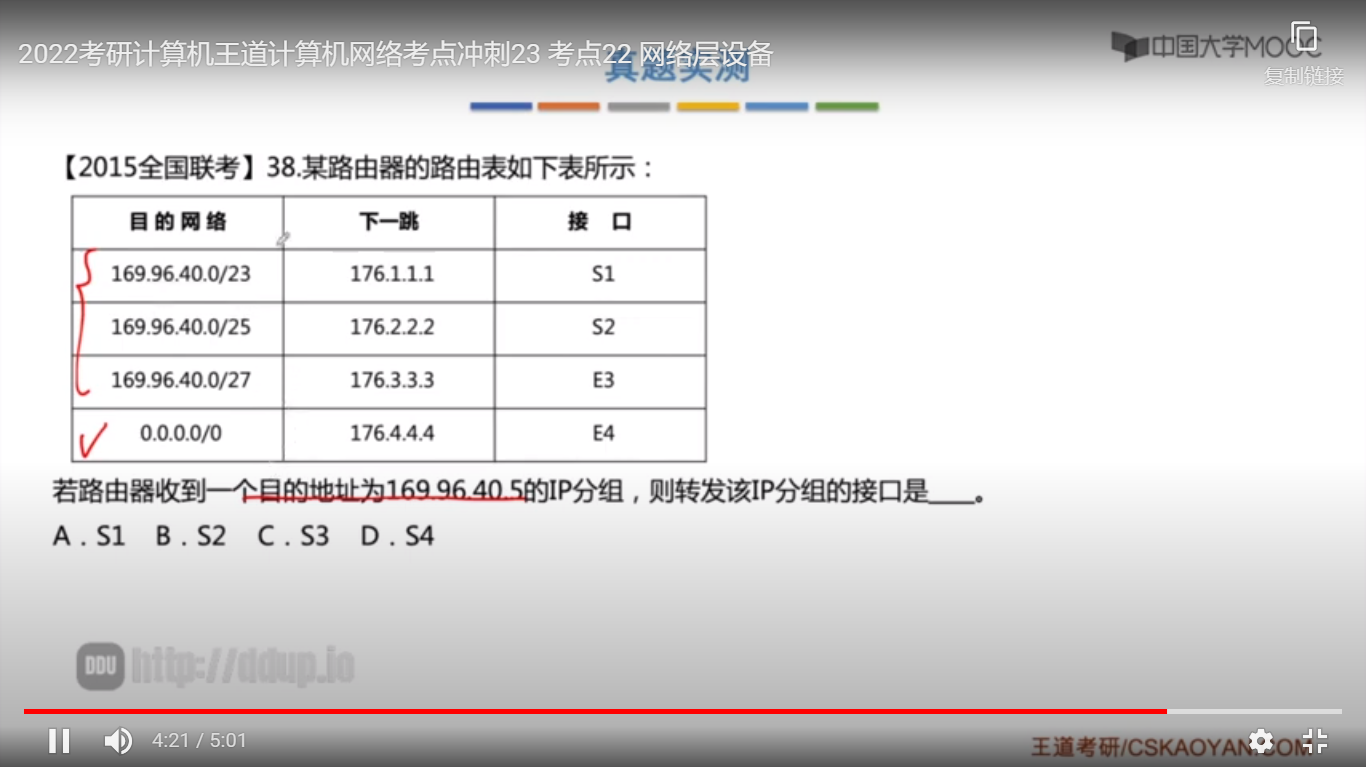 2022考研计算机王道计算机网络考点冲刺23 考点22 网络层设备
真题实测
中国大学MOOC
复制链接
【2015全国联考】38.某路由器的路由表如下表所示：
目的网络 下一跳 接 口
169.96.40.0/23 176.1.1.1 S1
169.96.40.0/25 176.2.2.2 S2
169.96.40.0/27 176.3.3.3 E3
0.0.0.0/0 176.4.4.4 E4
若路由器收到一个目的地址为169.96.40.5的IP分组，则转发该IP分组的接口是____。
A．S1 B．S2 C．S3 D．S4
DDU http://ddup.io
4:21 / 5:01
王道考研/CSKAOYAN.COM